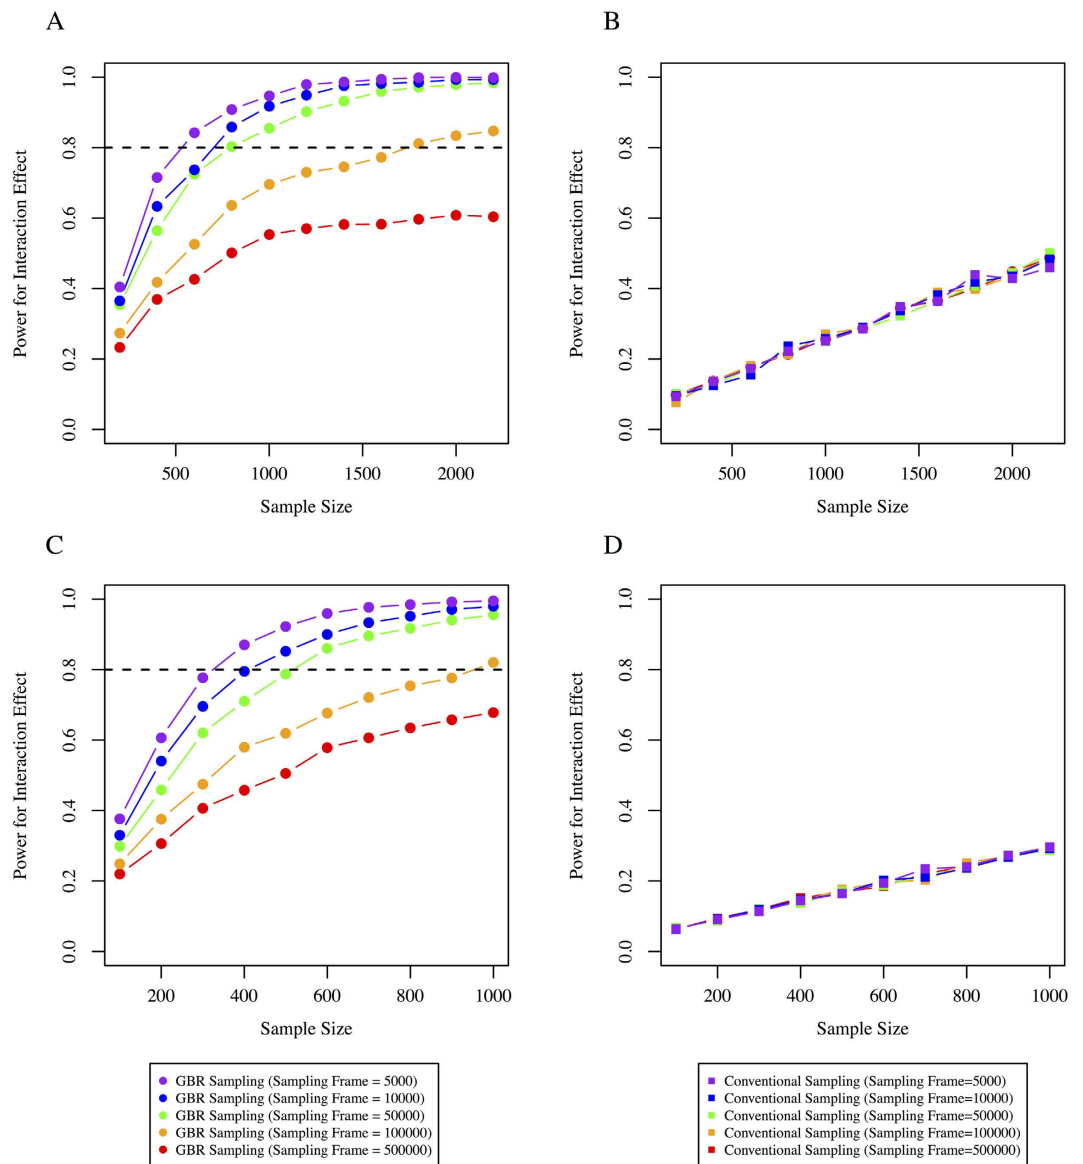 A
Power for Interaction Effect
1.0
0.8
0.6
0.4
0.2
0.0
500 1000 1500 2000
Sample Size
B
Power for Interaction Effect
1.0
0.8
0.6
0.4
0.2
0.0
500 1000 1500 2000
Sample Size
C
Power for Interaction Effect
1.0
0.8
0.6
0.4
0.2
0.0
200 400 600 800 1000
Sample Size
D
Power for Interaction Effect
1.0
0.8
0.6
0.4
0.2
0.0
200 400 600 800 1000
Sample Size
GBR Sampling (Sampling Frame = 5000)
GBR Sampling (Sampling Frame = 10000)
GBR Sampling (Sampling Frame = 50000)
GBR Sampling (Sampling Frame = 100000)
GBR Sampling (Sampling Frame = 500000)
Conventional Sampling (Sampling Frame=5000)
Conventional Sampling (Sampling Frame=10000)
Conventional Sampling (Sampling Frame=50000)
Conventional Sampling (Sampling Frame=100000)
Conventional Sampling (Sampling Frame=500000)